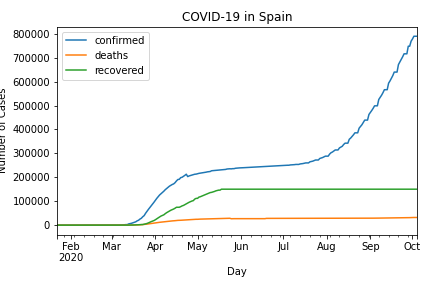 COVID-19 in Spain
confirmed
deaths
recovered
800000
700000
600000
500000
400000
300000
200000
100000
0
Number of Cases
Feb Mar Apr May Jun Jul Aug Sep Oct
2020
Day